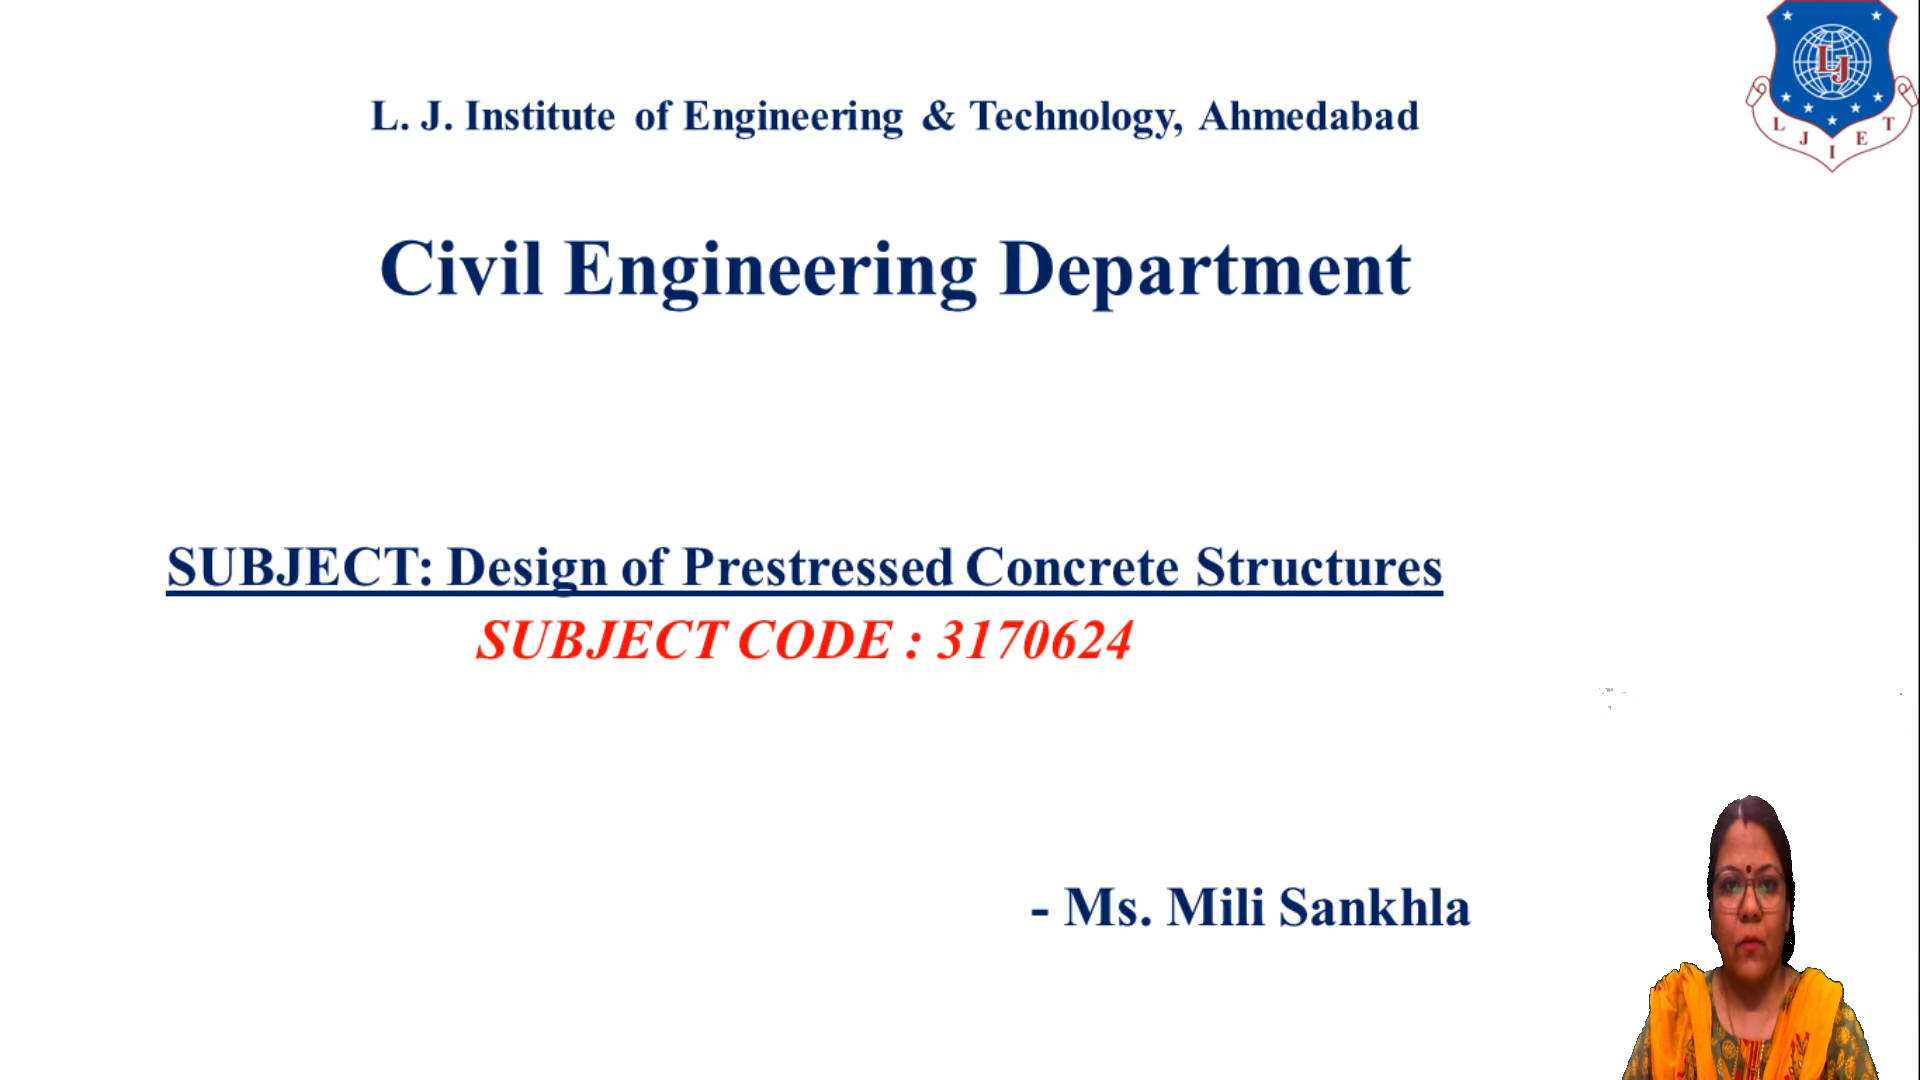 L. J. Institute of Engineering & Technology, Ahmedabad
LJ
L J I E T
Civil Engineering Department
SUBJECT: Design of Prestressed Concrete Structures
SUBJECT CODE : 3170624
- Ms. Mili Sankhla